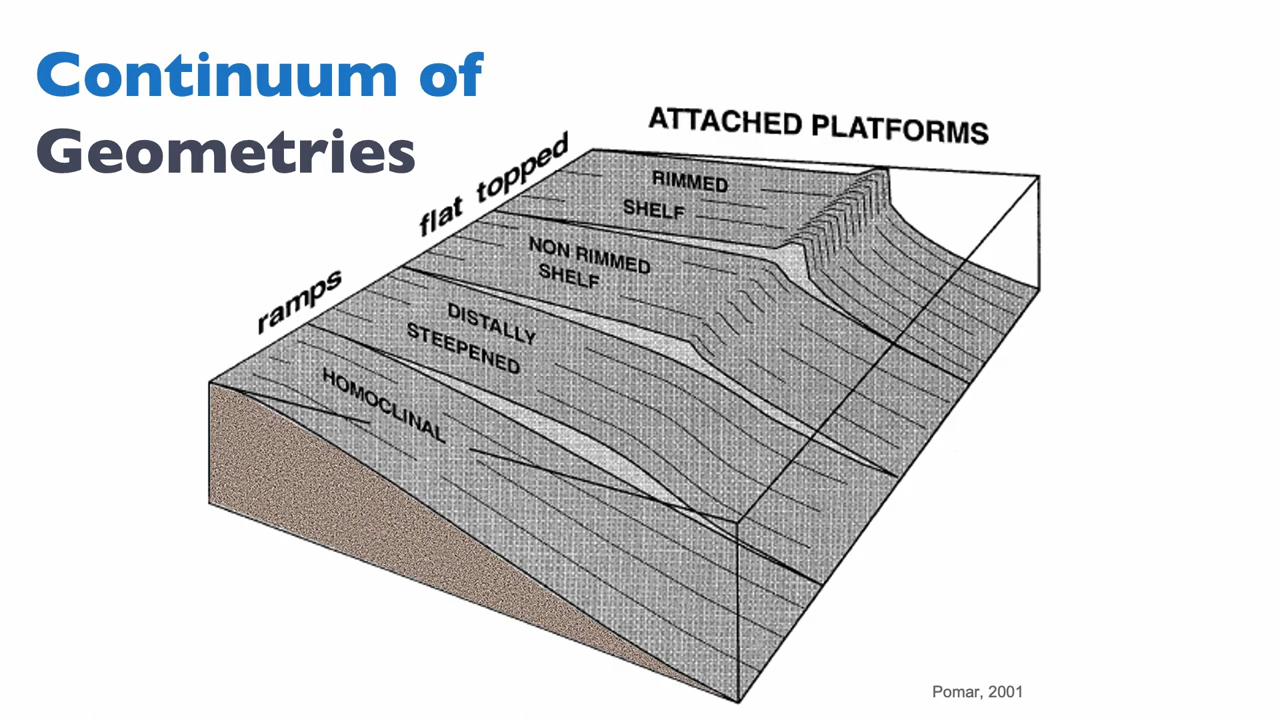 Continuum of
Geometries
ATTACHED PLATFORMS
flat topped
ramps
RIMMED
SHELF
NON RIMMED
SHELF
DISTALLY
STEEPENED
HOMOCLINAL
Pomar, 2001